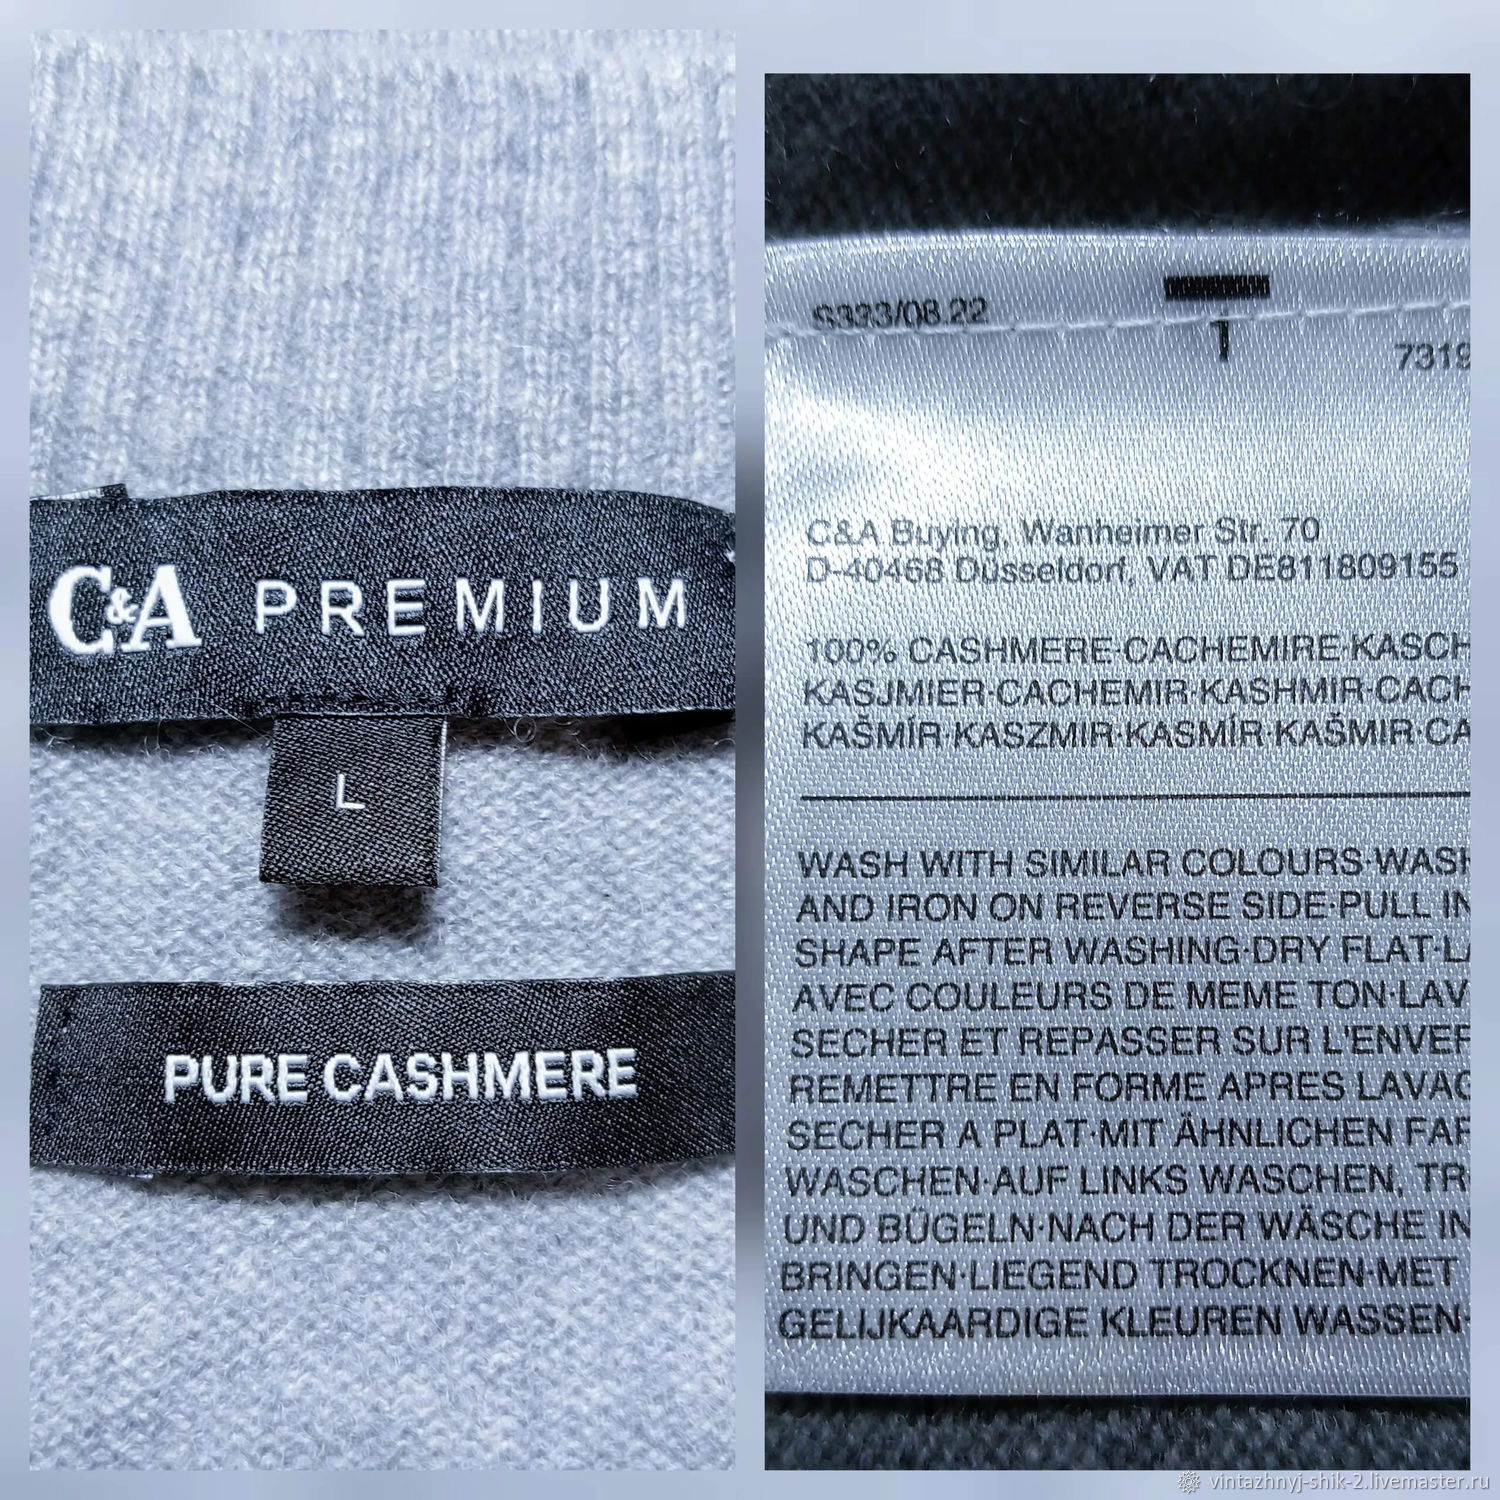 C&A PREMIUM
L
PURE CASHMERE
S333/08.22
1
7319
C&A Buying, Wanheimer Str. 70
D-40468 Düsseldorf, VAT DE811809155
100% CASHMERE·CACHEMIRE·KASCH
KASJMIER·CACHEMIR·KASHMIR·CACH
KAŠMÍR·KASZMIR·KASMÍR·KAŠMIR·CA
WASH WITH SIMILAR COLOURS·WASH
AND IRON ON REVERSE SIDE·PULL IN
SHAPE AFTER WASHING·DRY FLAT·LA
AVEC COULEURS DE MEME TON·LAV
SECHER ET REPASSER SUR L'ENVER
REMETTRE EN FORME APRES LAVAG
SECHER A PLAT·MIT ÄHNLICHEN FAR
WASCHEN·AUF LINKS WASCHEN, TR
UND BÜGELN·NACH DER WÄSCHE IN
BRINGEN·LIEGEND TROCKNEN·MET
GELIJKAARDIGE KLEUREN WASSEN·
vintazhnyj-shik-2.livemaster.ru